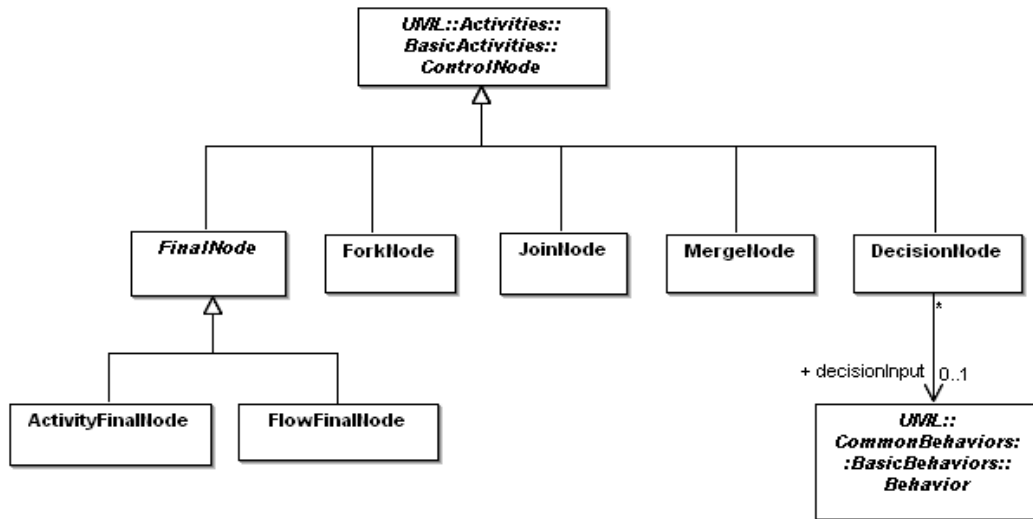 UML::Activities::
BasicActivities::
ControlNode
FinalNode
ForkNode
JoinNode
MergeNode
DecisionNode
*
+ decisionInput
0..1
ActivityFinalNode
FlowFinalNode
UML::
CommonBehaviors:
:BasicBehaviors::
Behavior